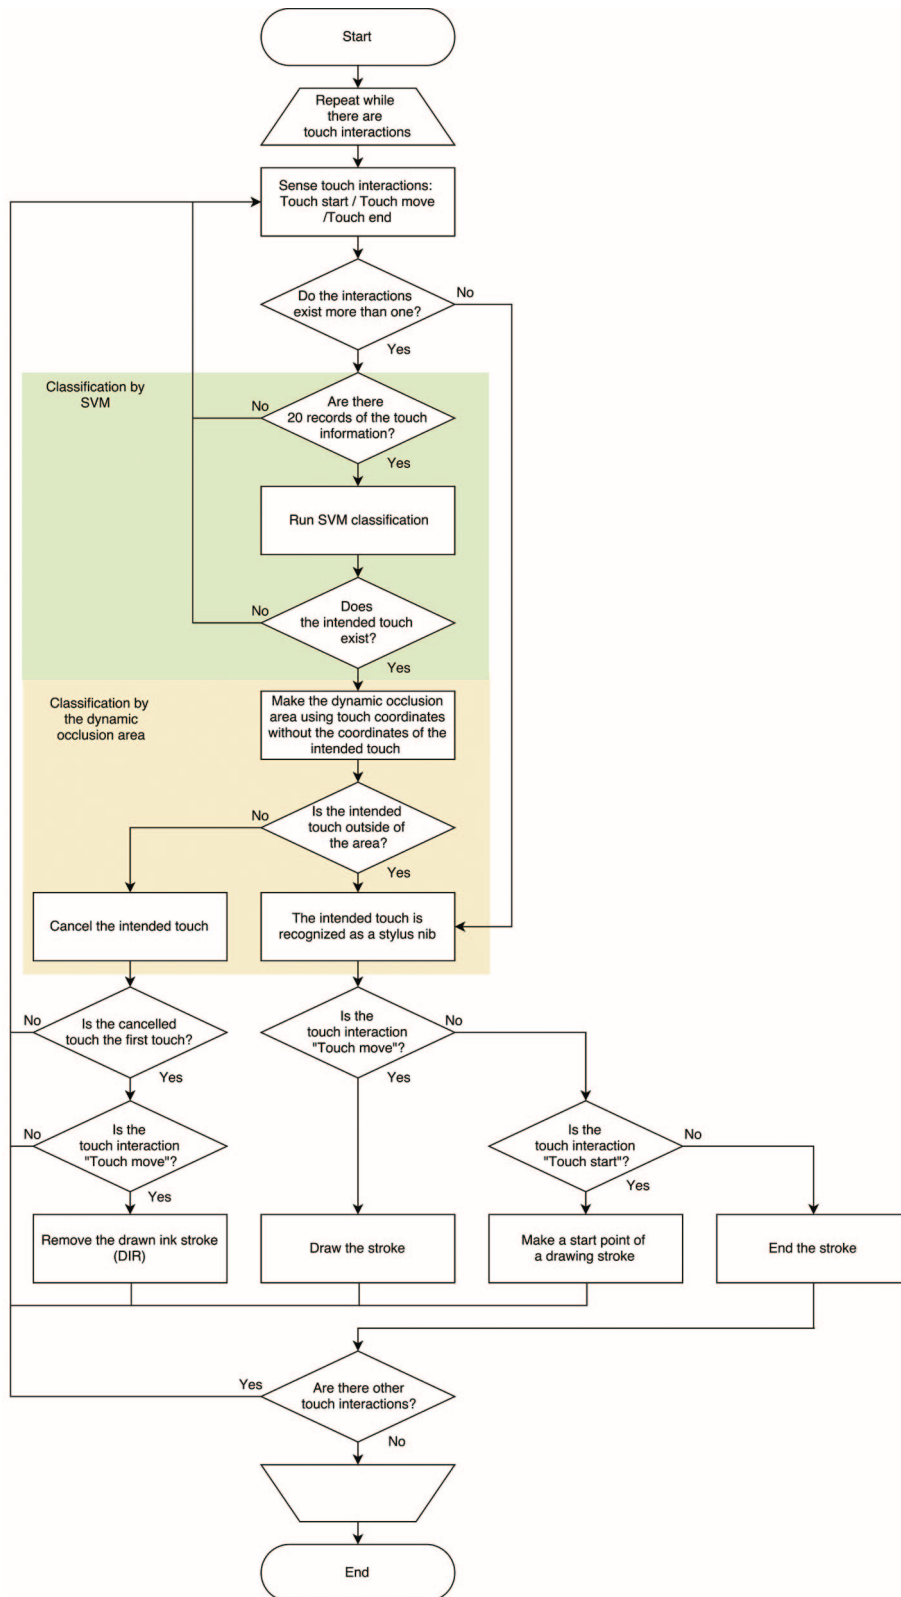 Start
Repeat while
there are
touch interactions
Sense touch interactions:
Touch start / Touch move
/Touch end
Do the interactions
exist more than one?
No
Yes
Classification by
SVM
Are there
20 records of the touch
information?
No
Yes
Run SVM classification
Does
the intended touch
exist?
No
Yes
Classification by
the dynamic
occlusion area
Make the dynamic occlusion
area using touch coordinates
without the coordinates of the
intended touch
Is the intended
touch outside of
the area?
No
Yes
Cancel the intended touch
The intended touch is
recognized as a stylus nib
Is the cancelled
touch the first touch?
No
Yes
Is the
touch interaction
"Touch move"?
No
Yes
Is the
touch interaction
"Touch move"?
No
Yes
Is the
touch interaction
"Touch start"?
No
Yes
Remove the drawn ink stroke
(DIR)
Draw the stroke
Make a start point of
a drawing stroke
End the stroke
Are there other
touch interactions?
Yes
No
End